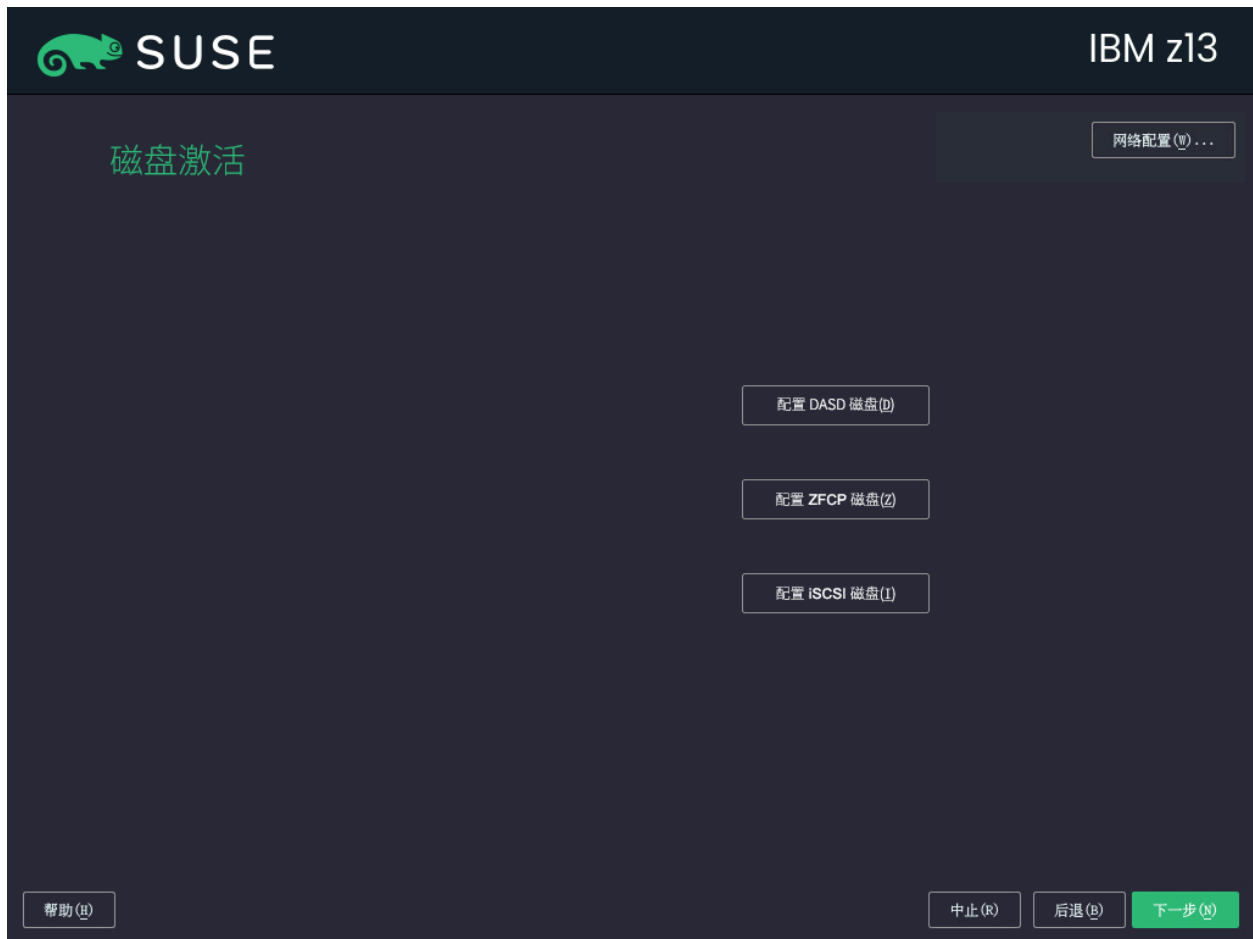 SUSE
IBM z13
磁盘激活
网络配置(W)...
配置 DASD 磁盘(D)
配置 ZFCP 磁盘(Z)
配置 iSCSI 磁盘(I)
帮助(H)
中止(R)
后退(B)
下一步(N)